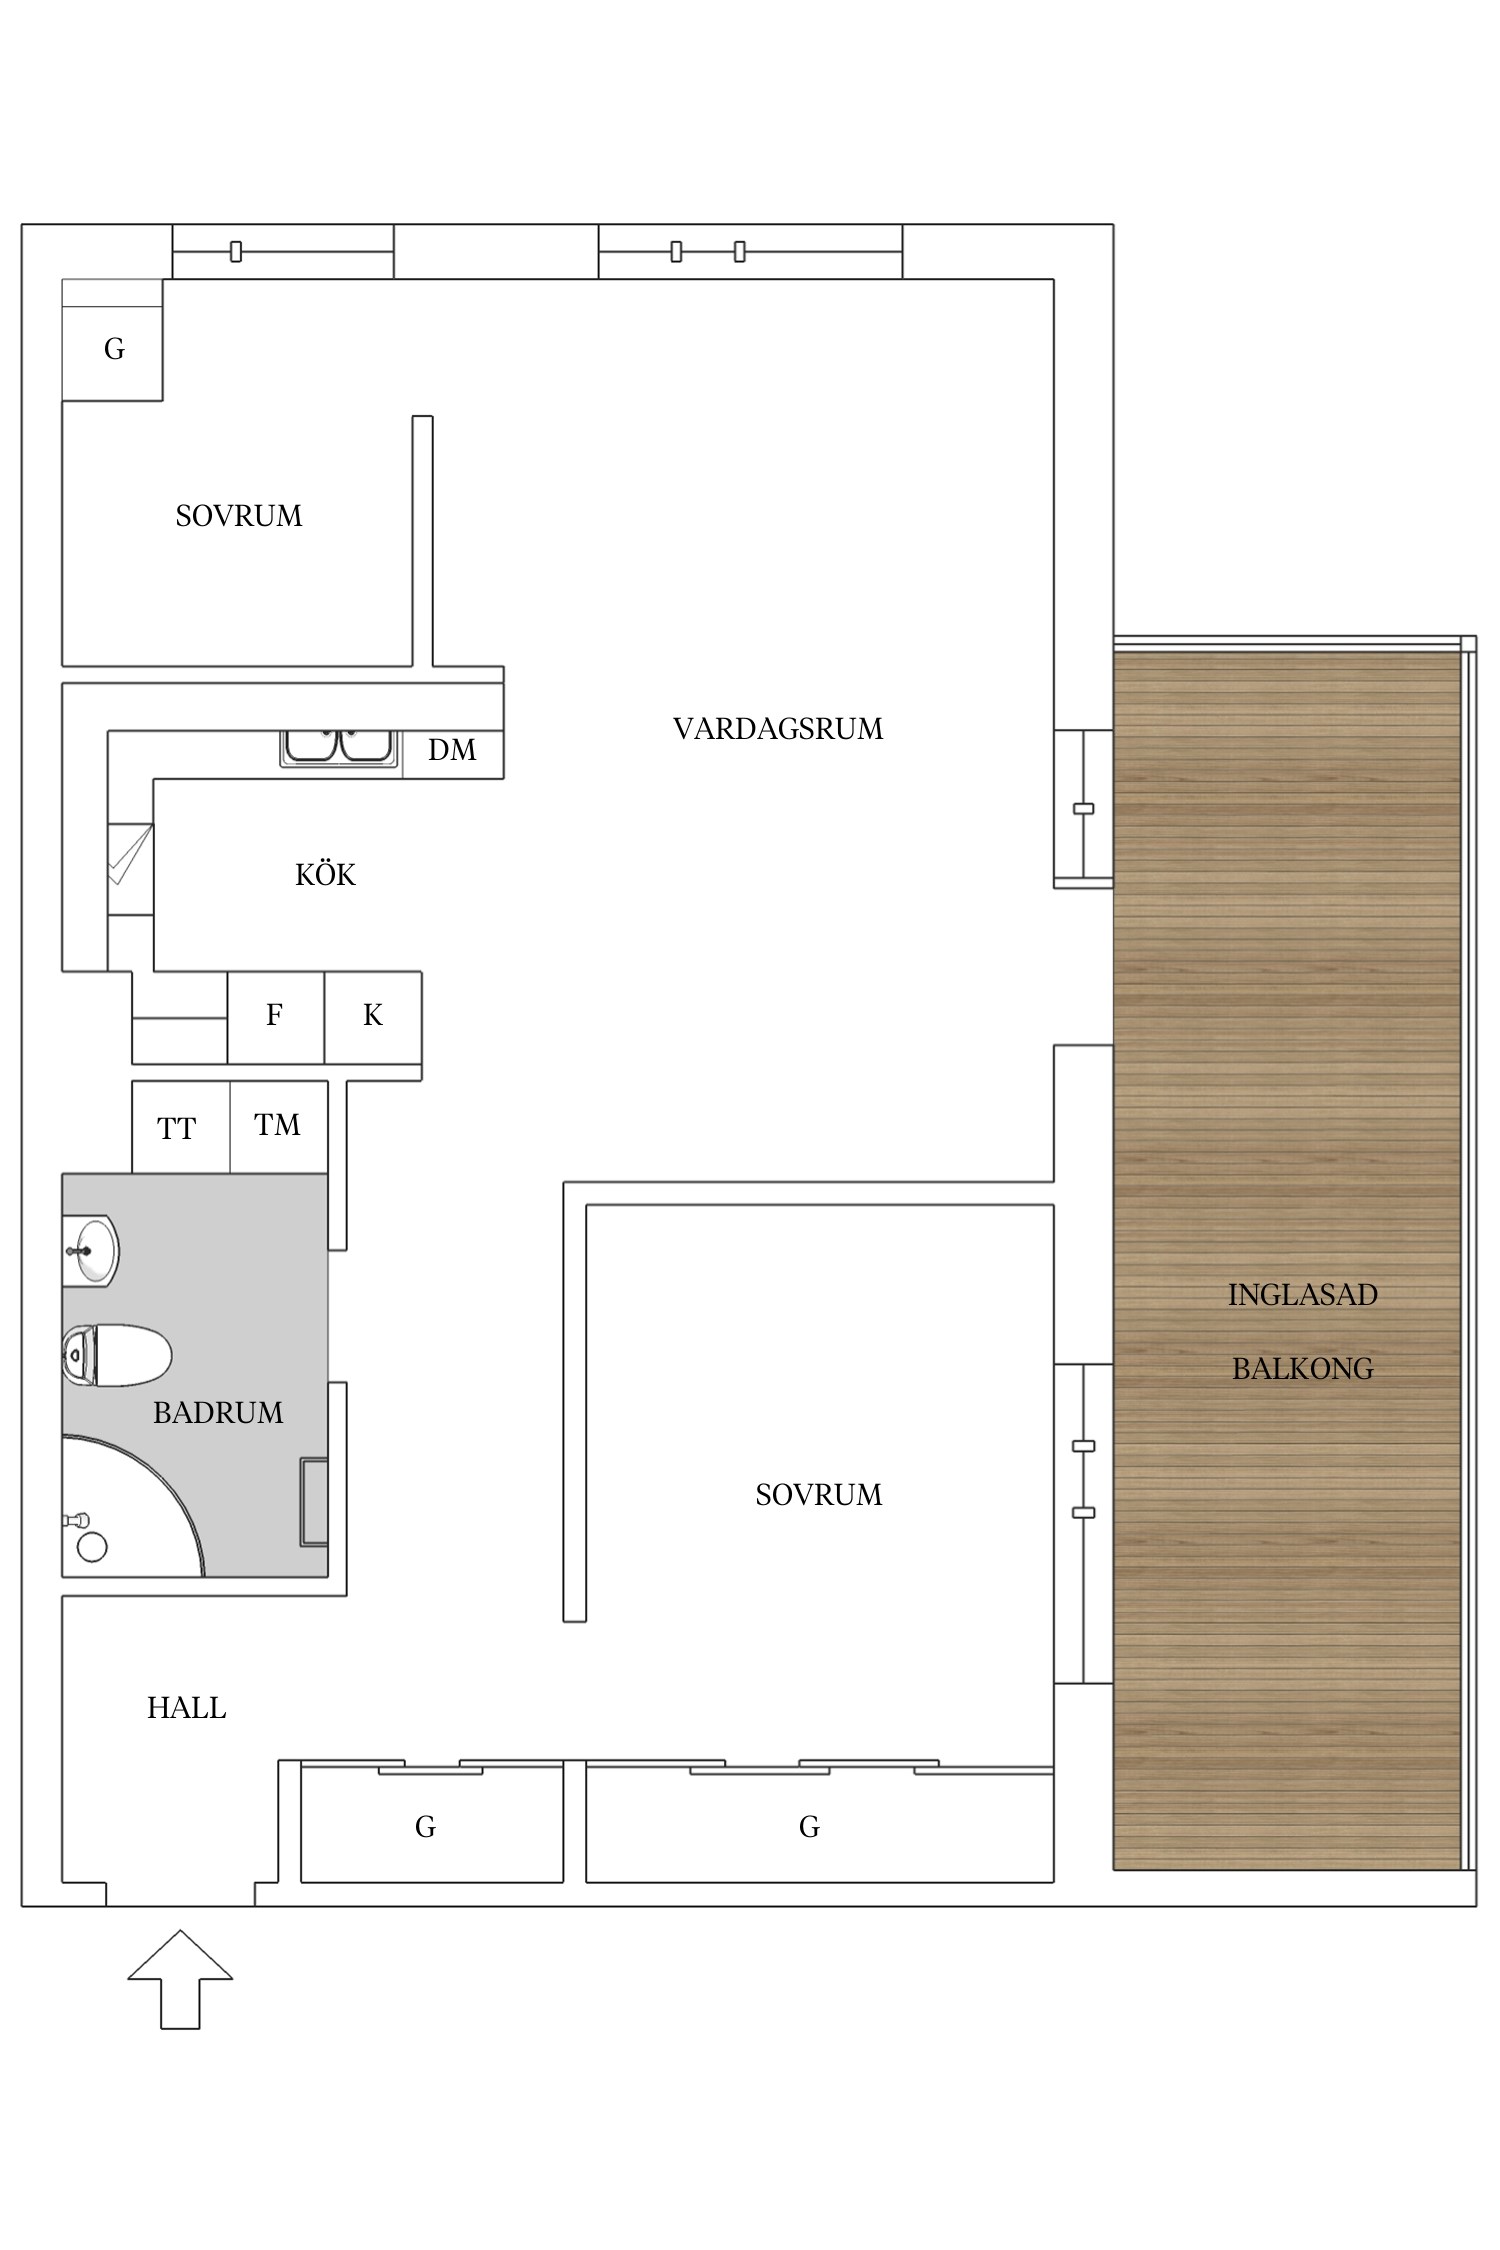 G
SOVRUM
VARDAGSRUM
DM
KÖK
F
K
TT
TM
INGLASAD
BALKONG
BADRUM
SOVRUM
HALL
G
G